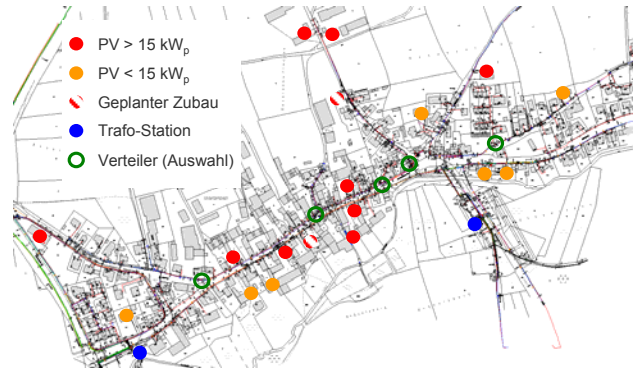 PV > 15 kWp
PV < 15 kWp
Geplanter Zubau
Trafo-Station
Verteiler (Auswahl)